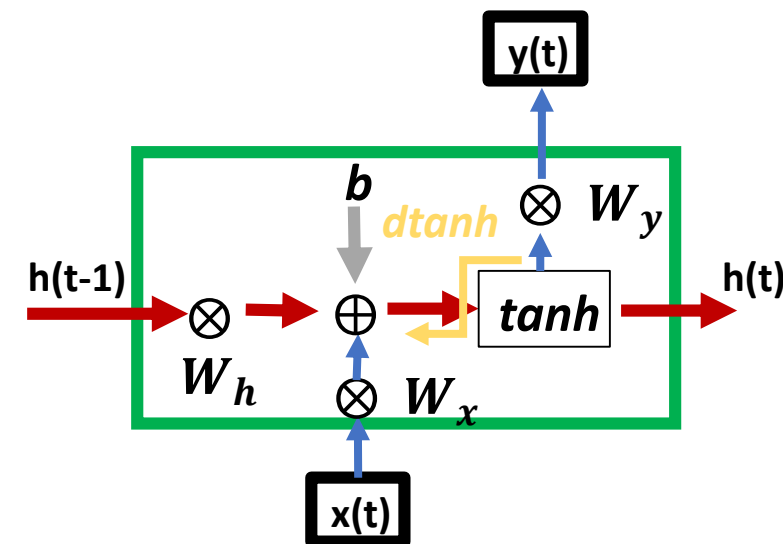 y(t)
b
dtanh
W_y
h(t-1)
h(t)
tanh
W_h
W_x
x(t)